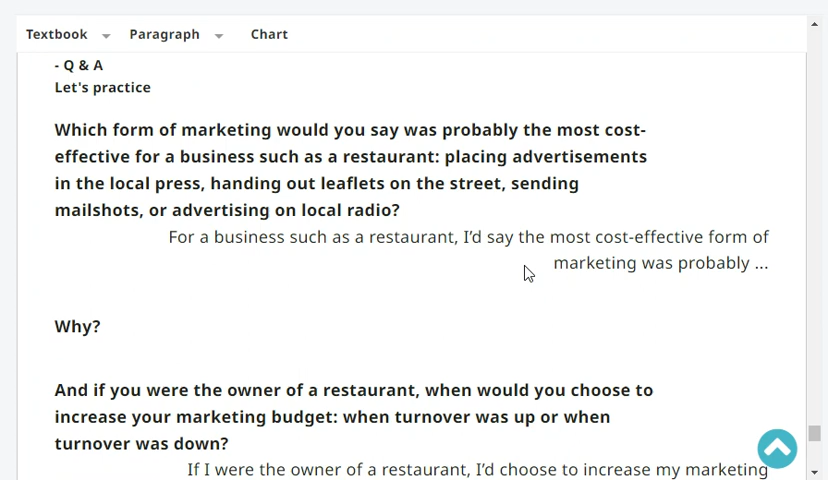 Textbook Paragraph Chart
- Q & A
Let's practice
Which form of marketing would you say was probably the most cost-
effective for a business such as a restaurant: placing advertisements
in the local press, handing out leaflets on the street, sending
mailshots, or advertising on local radio?
For a business such as a restaurant, I'd say the most cost-effective form of
marketing was probably ...
Why?
And if you were the owner of a restaurant, when would you choose to
increase your marketing budget: when turnover was up or when
turnover was down?
If I were the owner of a restaurant, I'd choose to increase my marketing